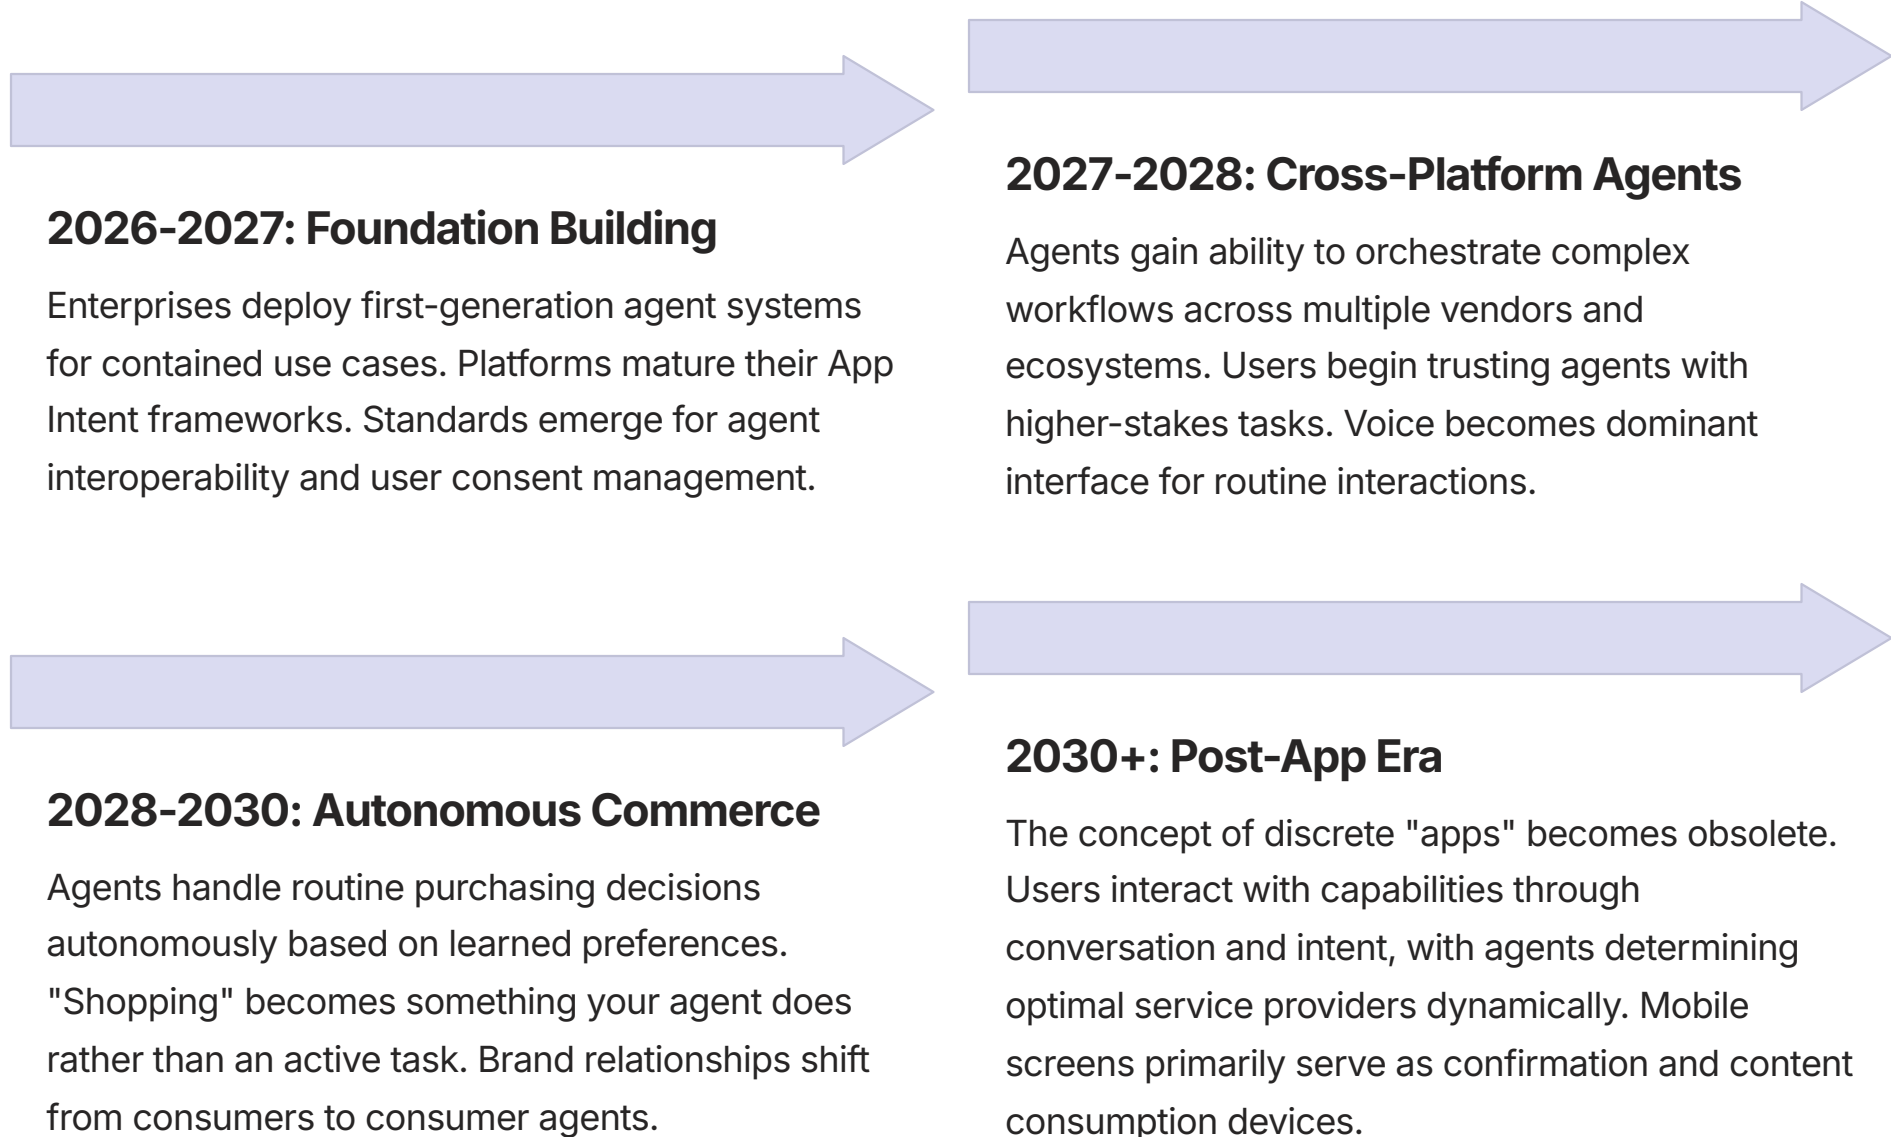 2026-2027: Foundation Building
Enterprises deploy first-generation agent systems
for contained use cases. Platforms mature their App
Intent frameworks. Standards emerge for agent
interoperability and user consent management.
2027-2028: Cross-Platform Agents
Agents gain ability to orchestrate complex
workflows across multiple vendors and
ecosystems. Users begin trusting agents with
higher-stakes tasks. Voice becomes dominant
interface for routine interactions.
2028-2030: Autonomous Commerce
Agents handle routine purchasing decisions
autonomously based on learned preferences.
"Shopping" becomes something your agent does
rather than an active task. Brand relationships shift
from consumers to consumer agents.
2030+: Post-App Era
The concept of discrete "apps" becomes obsolete.
Users interact with capabilities through
conversation and intent, with agents determining
optimal service providers dynamically. Mobile
screens primarily serve as confirmation and content
consumption devices.